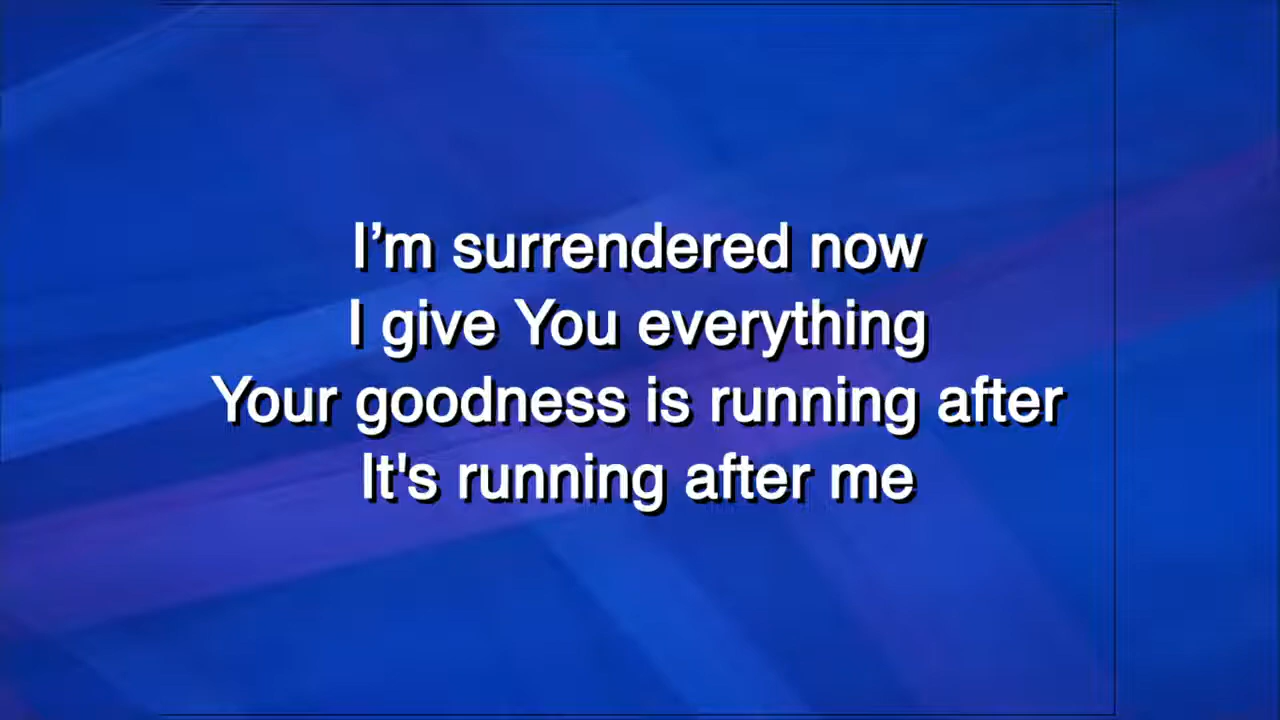 I’m surrendered now
I give You everything
Your goodness is running after
It's running after me